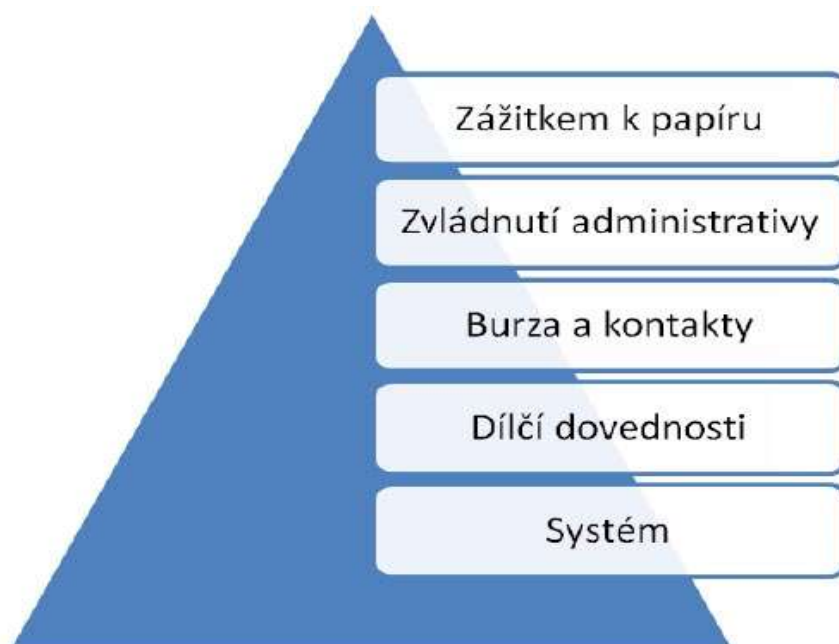 Zážitkem k papíru
Zvládnutí administrativy
Burza a kontakty
Dílčí dovednosti
Systém